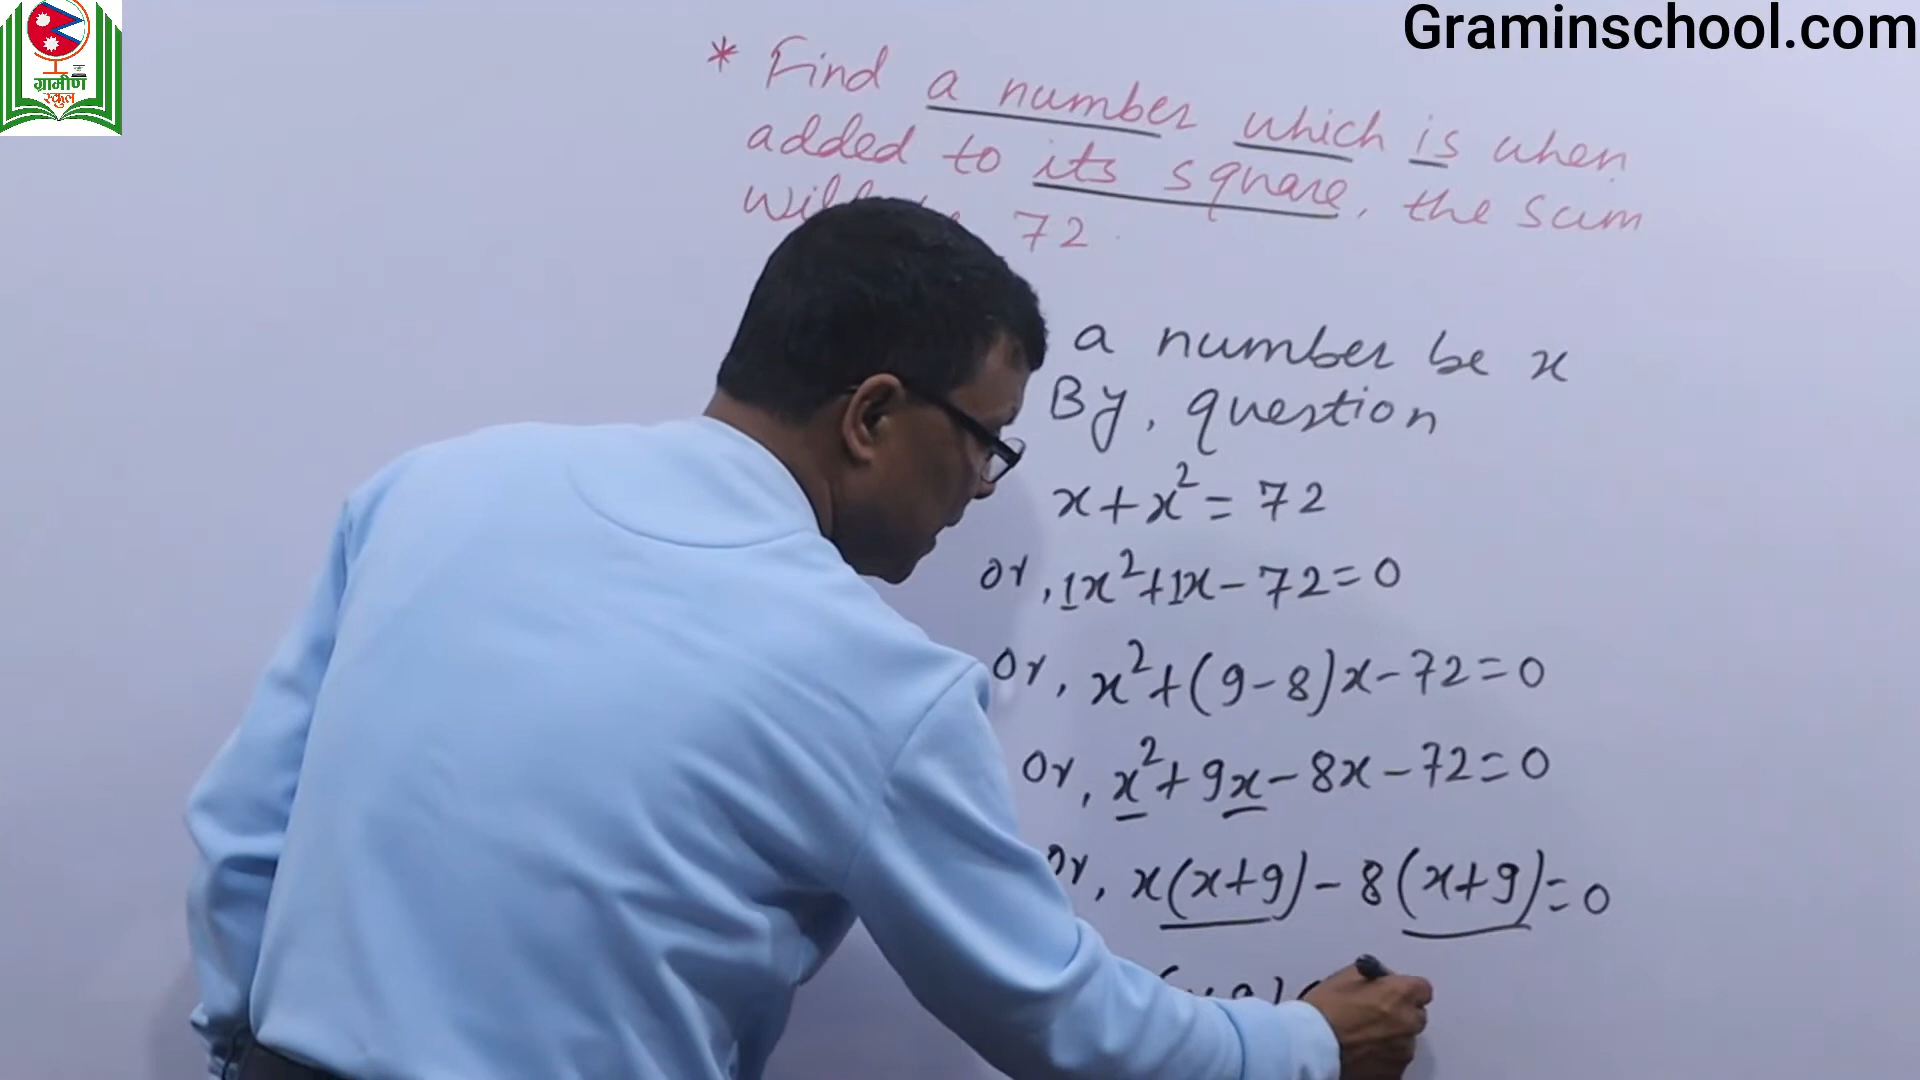 ग्रामीण
स्कुल
Graminschool.com
* Find a number which is when
added to its square, the sum
72
a number be x
By, question
x+x²= 72
or, 1x²+1x-72=0
or, x²+(9-8)x-72=0
or, x²+9x-8x-72=0
or, x(x+9)-8(x+9)=0